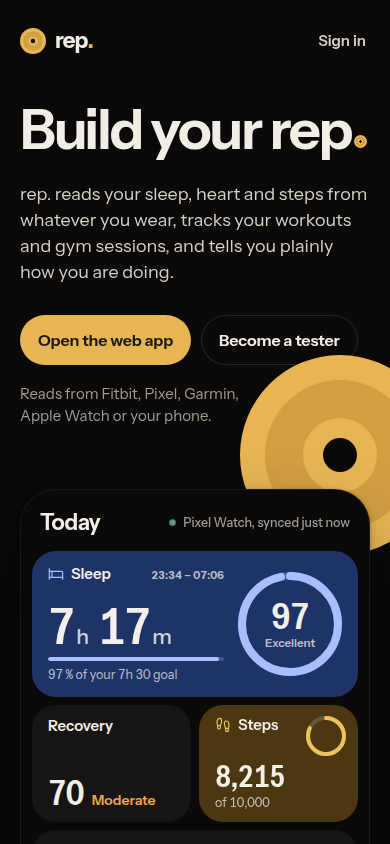 rep.
Sign in
Build your rep.
rep. reads your sleep, heart and steps from
whatever you wear, tracks your workouts
and gym sessions, and tells you plainly
how you are doing.
Open the web app
Become a tester
Reads from Fitbit, Pixel, Garmin,
Apple Watch or your phone.
Today
Pixel Watch, synced just now
Sleep
23:34 – 07:06
7h 17m
97 % of your 7h 30 goal
97
Excellent
Recovery
70 Moderate
Steps
8,215
of 10,000